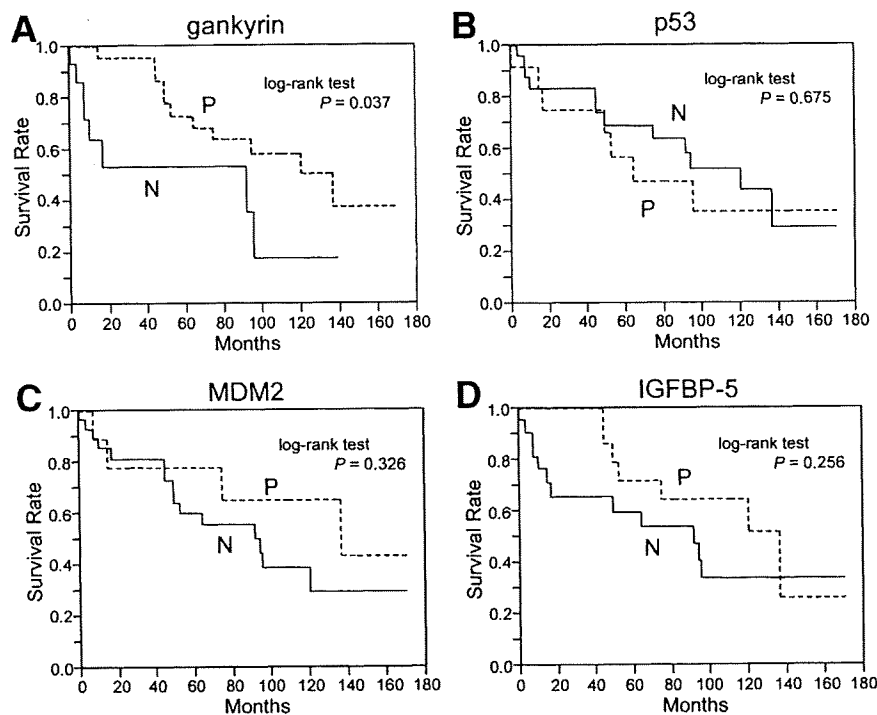 A
gankyrin
1.0
0.8
0.6
0.4
0.2
0.0
Survival Rate
log-rank test
P = 0.037
P
N
0 20 40 60 80 100 120 140 160 180
Months
B
p53
1.0
0.8
0.6
0.4
0.2
0.0
Survival Rate
log-rank test
P = 0.675
N
P
0 20 40 60 80 100 120 140 160 180
Months
C
MDM2
1.0
0.8
0.6
0.4
0.2
0.0
Survival Rate
log-rank test
P = 0.326
P
N
0 20 40 60 80 100 120 140 160 180
Months
D
IGFBP-5
1.0
0.8
0.6
0.4
0.2
0.0
Survival Rate
log-rank test
P = 0.256
P
N
0 20 40 60 80 100 120 140 160 180
Months